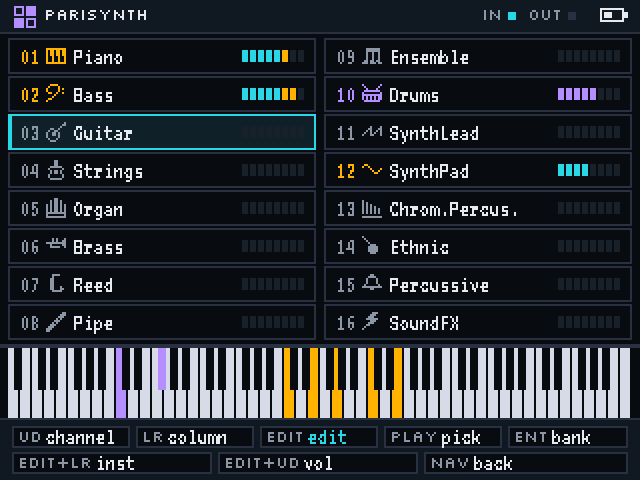 PARISYNTH IN OUT
01 Piano
02 Bass
03 Guitar
04 Strings
05 Organ
06 Brass
07 Reed
08 Pipe
09 Ensemble
10 Drums
11 SynthLead
12 SynthPad
13 Chrom.Percus.
14 Ethnic
15 Percussive
16 SoundFX
UD channel LR column EDIT edit PLAY pick ENT bank
EDIT+LR inst EDIT+UD vol NAV back